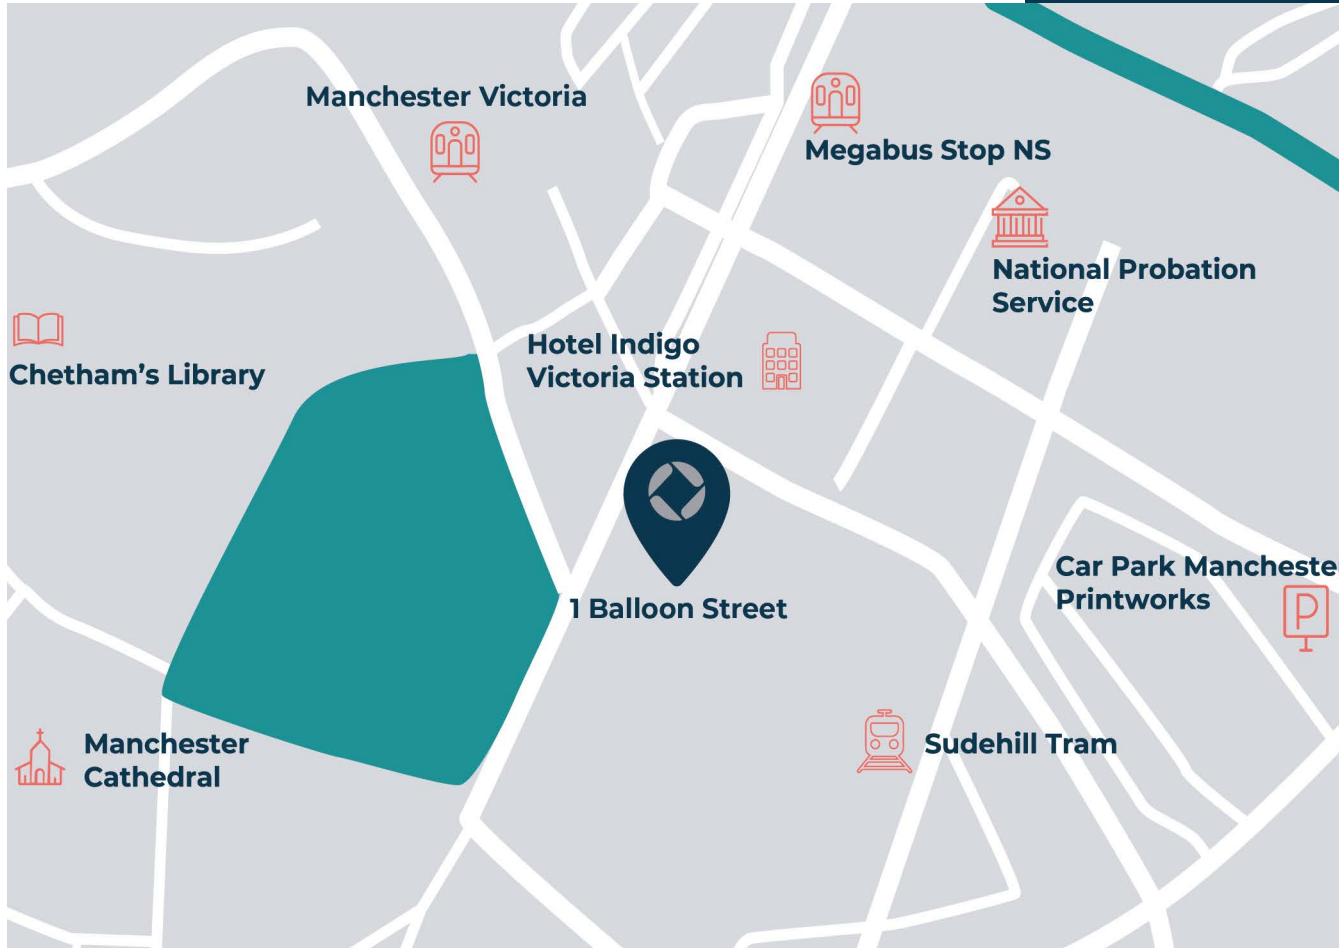 Manchester Victoria
Megabus Stop NS
National Probation
Service
Hotel Indigo
Victoria Station
Chetham's Library
1 Balloon Street
Car Park Mancheste
Printworks
P
Manchester
Cathedral
Sudehill Tram